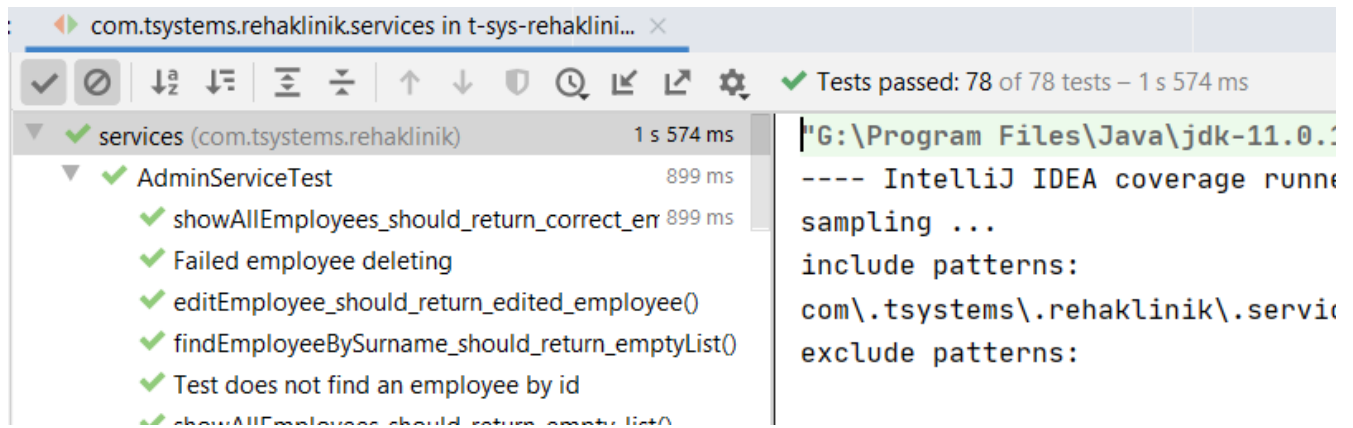 com.tsystems.rehaklinik.services in t-sys-rehaklini...
Tests passed: 78 of 78 tests – 1 s 574 ms
services (com.tsystems.rehaklinik) 1 s 574 ms
AdminServiceTest 899 ms
showAllEmployees_should_return_correct_em 899 ms
Failed employee deleting
editEmployee_should_return_edited_employee()
findEmployeeBySurname_should_return_emptyList()
Test does not find an employee by id
showAllEmployees_should_return_empty_list()
"G:\Program Files\Java\jdk-11.0.1
---- IntelliJ IDEA coverage runne
sampling ...
include patterns:
com\.tsystems\.rehaklinik\.servic
exclude patterns: